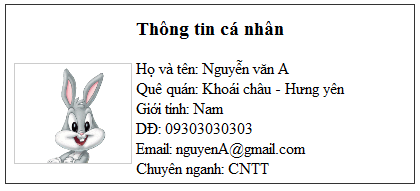 Thông tin cá nhân
Họ và tên: Nguyễn văn A
Quê quán: Khoái châu - Hưng yên
Giới tính: Nam
DĐ: 09303030303
Email: nguyenA@gmail.com
Chuyên ngành: CNTT